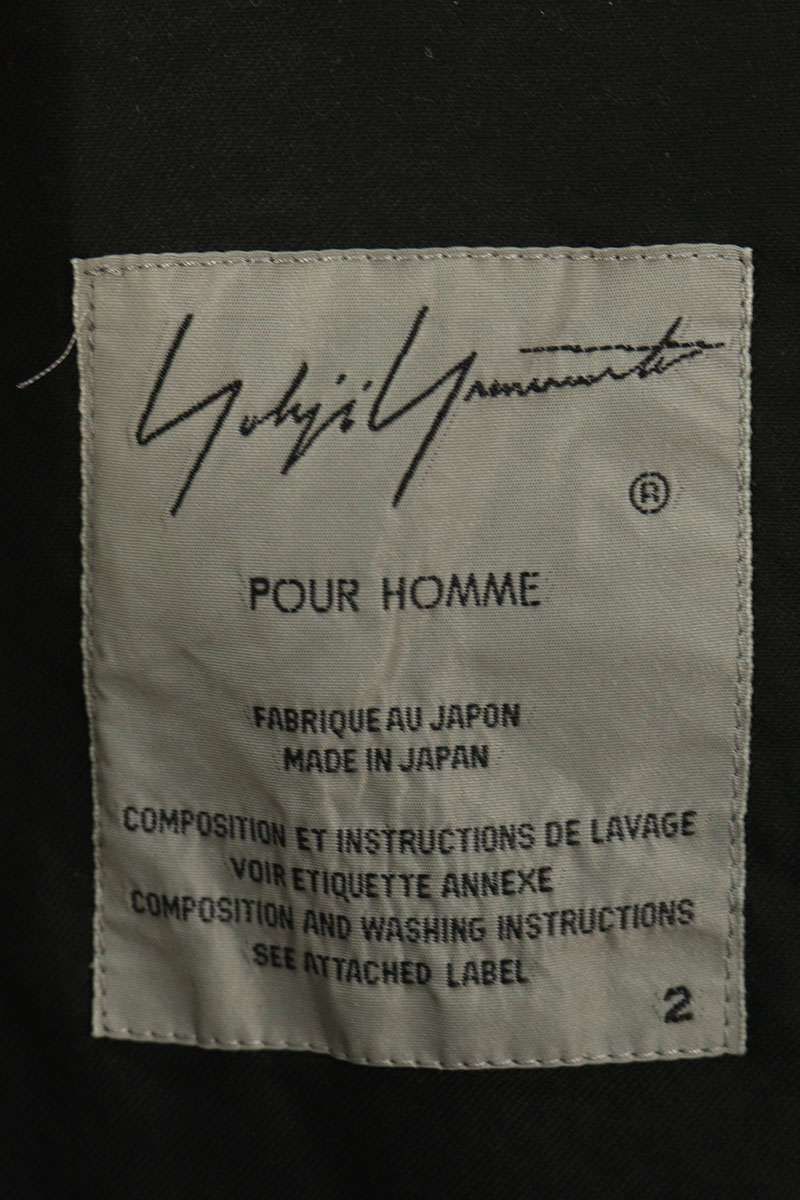 Yohji Yamamoto
®
POUR HOMME
FABRIQUE AU JAPON
MADE IN JAPAN
COMPOSITION ET INSTRUCTIONS DE LAVAGE
VOIR ETIQUETTE ANNEXE
COMPOSITION AND WASHING INSTRUCTIONS
SEE ATTACHED LABEL
2